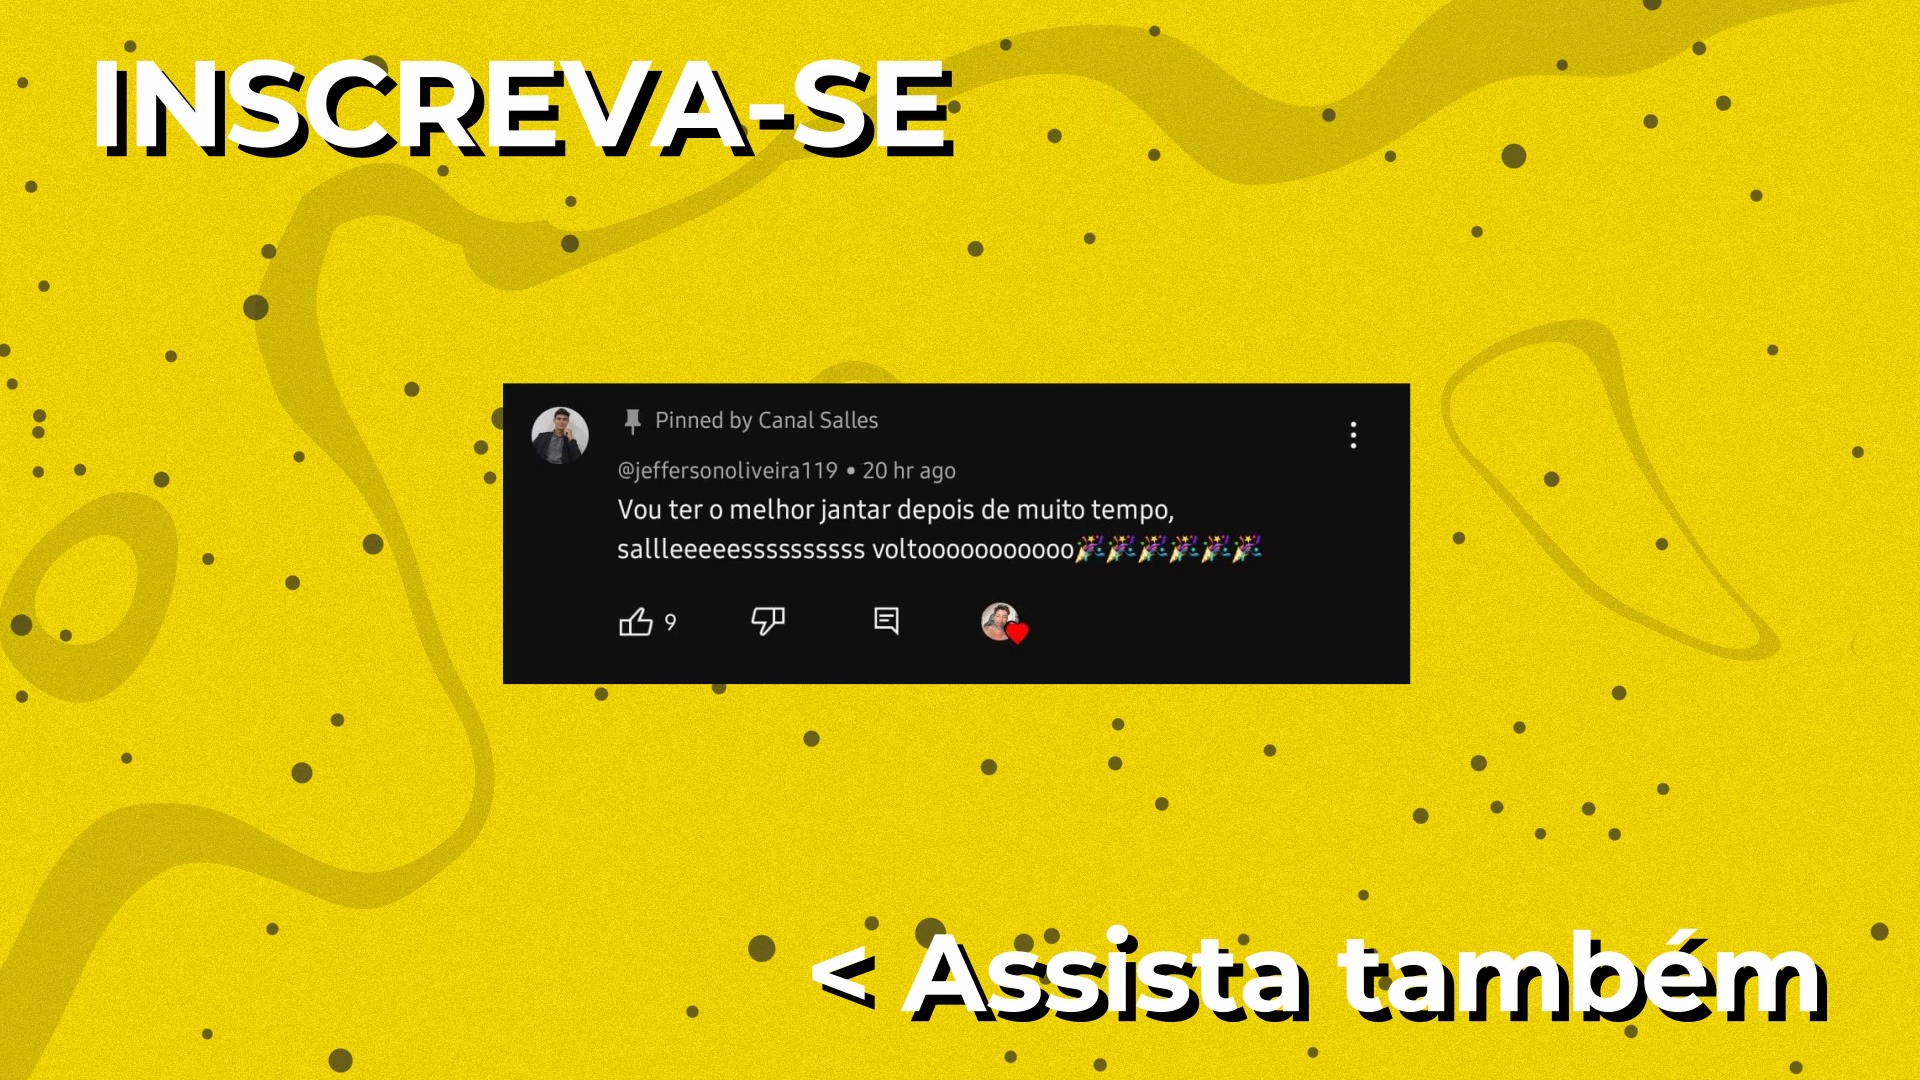 INSCREVA-SE
Pinned by Canal Salles
@jeffersonoliveira119 • 20 hr ago
Vou ter o melhor jantar depois de muito tempo,
sallleeeeessssssssss voltooooooooooo🎉🎉🎉🎉🎉🎉
9
< Assista também